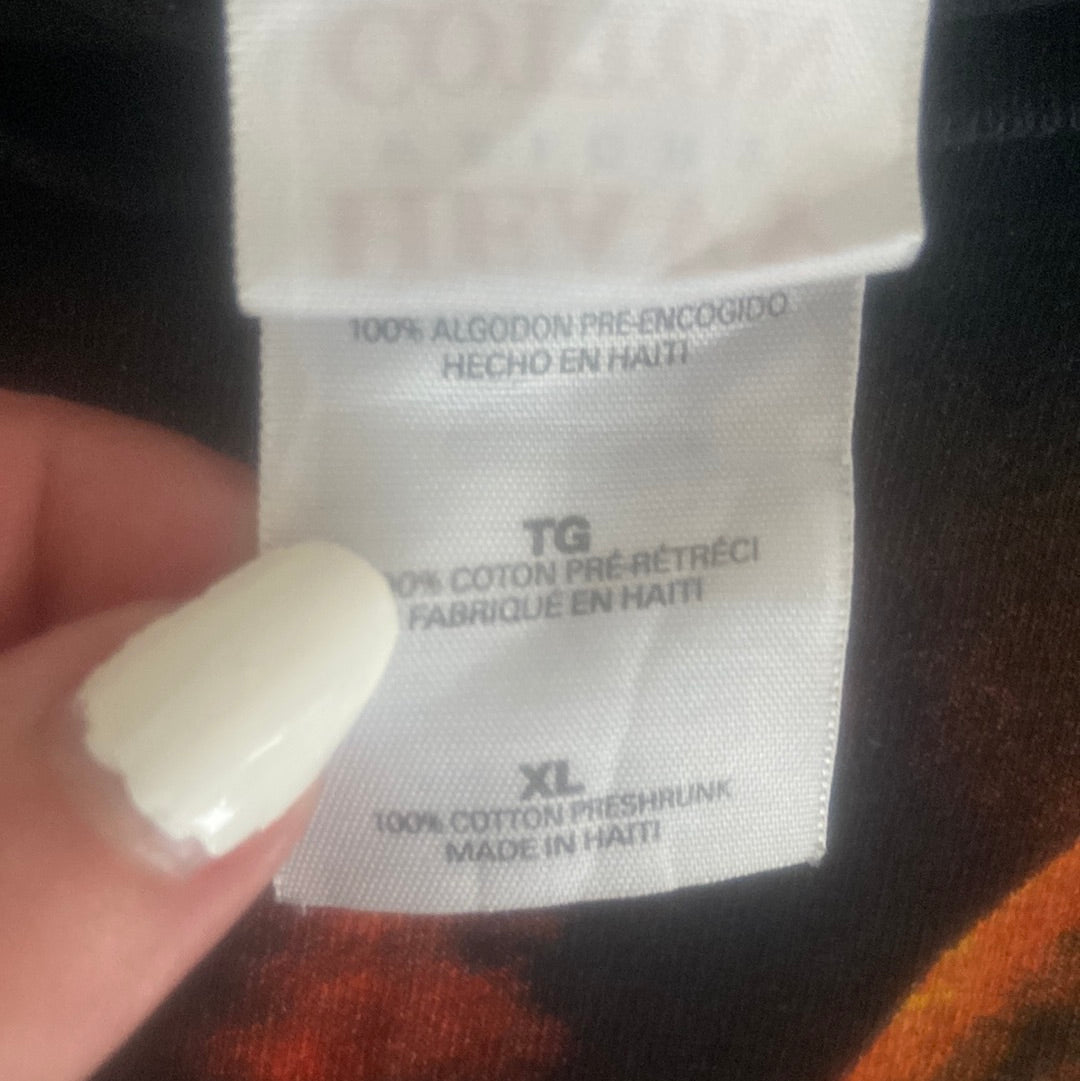 100% ALGODON PRE-ENCOGIDO
HECHO EN HAITI
TG
00% COTON PRÉ-RÉTRÉCI
FABRIQUÉ EN HAITI
XL
100% COTTON PRESHRUNK
MADE IN HAITI